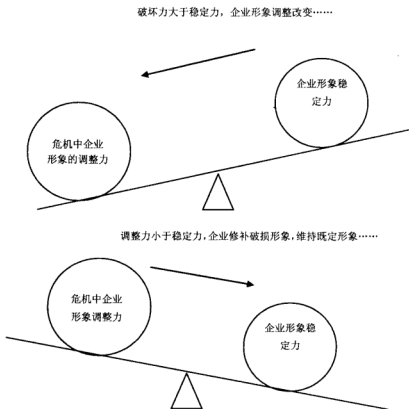 破坏力大于稳定力，企业形象调整改变……
企业形象稳
定力
危机中企业
形象的调整力
调整力小于稳定力，企业修补破损形象，维持既定形象……
危机中企业
形象调整力
企业形象稳
定力